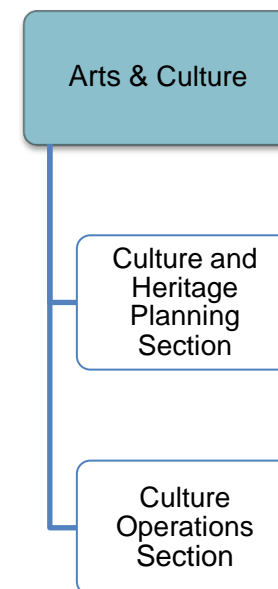 Arts & Culture
Culture and
Heritage
Planning
Section
Culture
Operations
Section